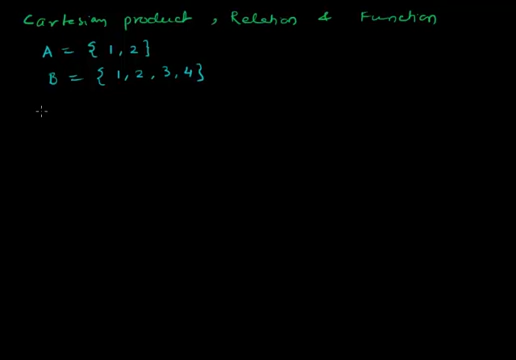 Cartesian product, Relation & Function
A = {1, 2}
B = {1, 2, 3, 4}